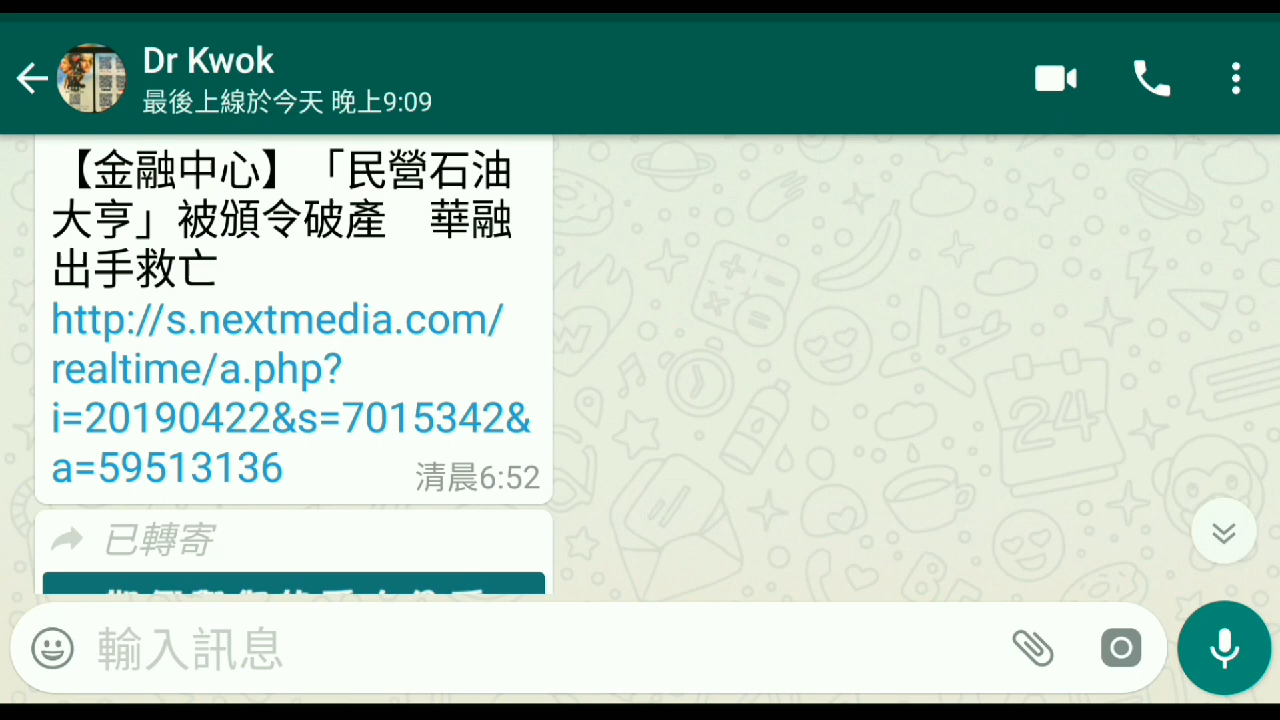 Dr Kwok
最後上線於今天 晚上9:09
【金融中心】「民營石油
大亨」被頒令破產　華融
出手救亡
http://s.nextmedia.com/
realtime/a.php?
i=20190422&s=7015342&
a=59513136
清晨6:52
已轉寄
輸入訊息